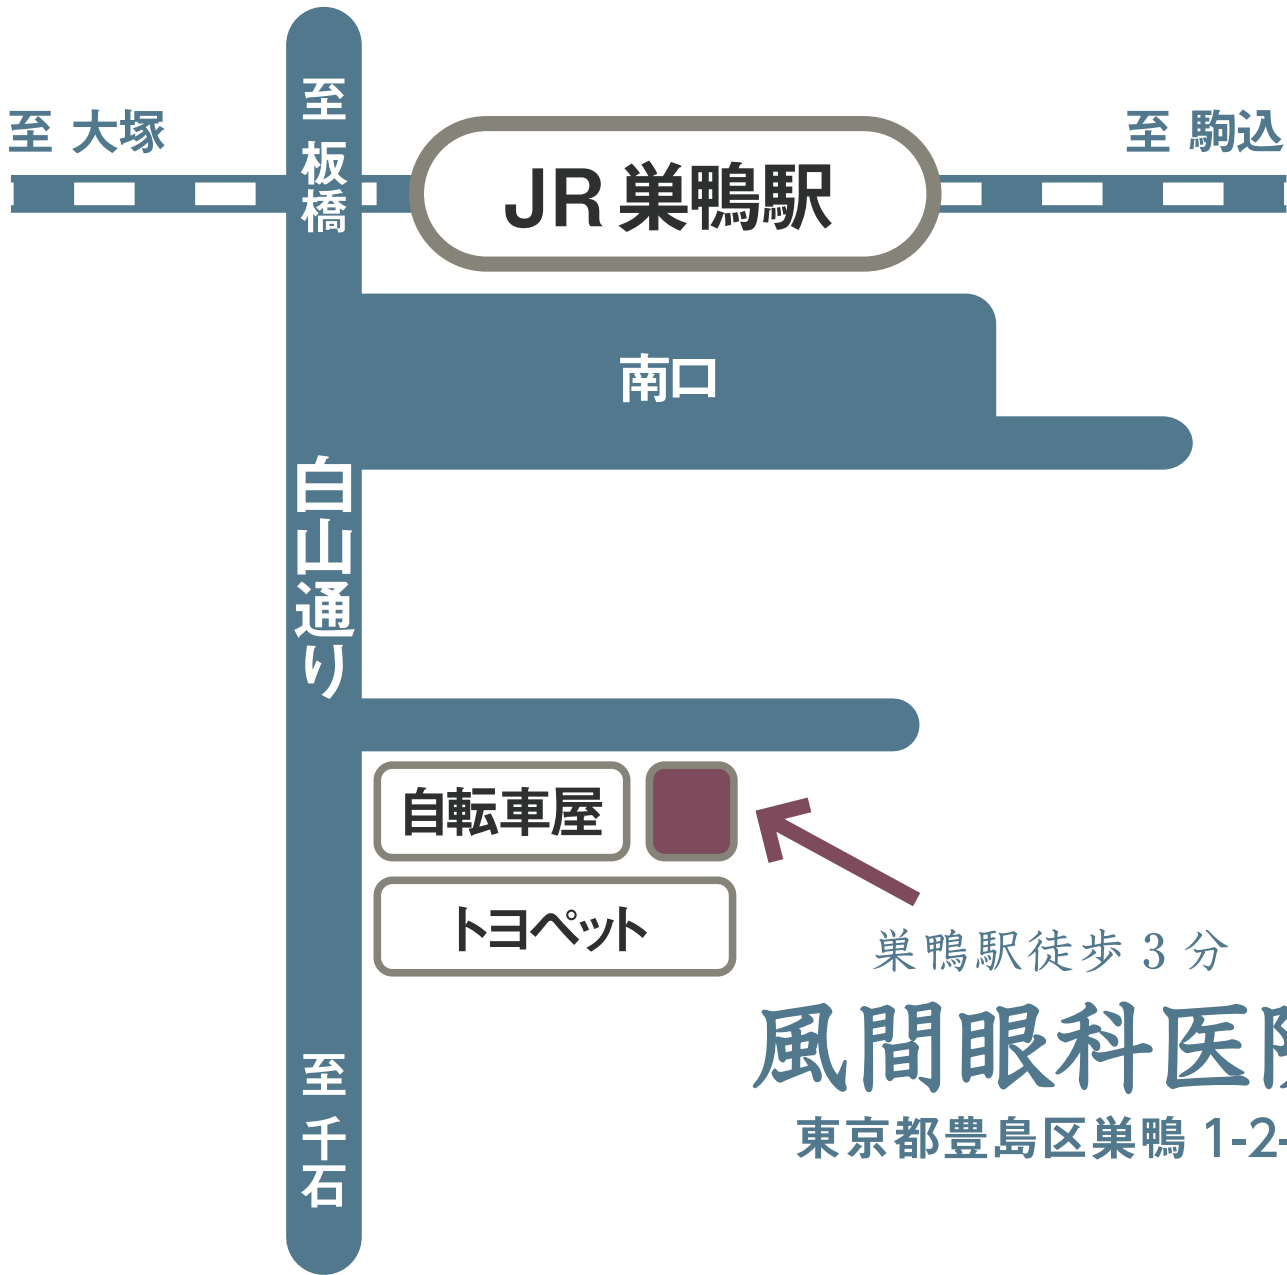 至 大塚
至 板橋
JR 巣鴨駅
至 駒込
南口
白山通り
自転車屋
トヨペット
巣鴨駅徒歩 3 分
風間眼科医院
東京都豊島区巣鴨 1-2-
至 千石